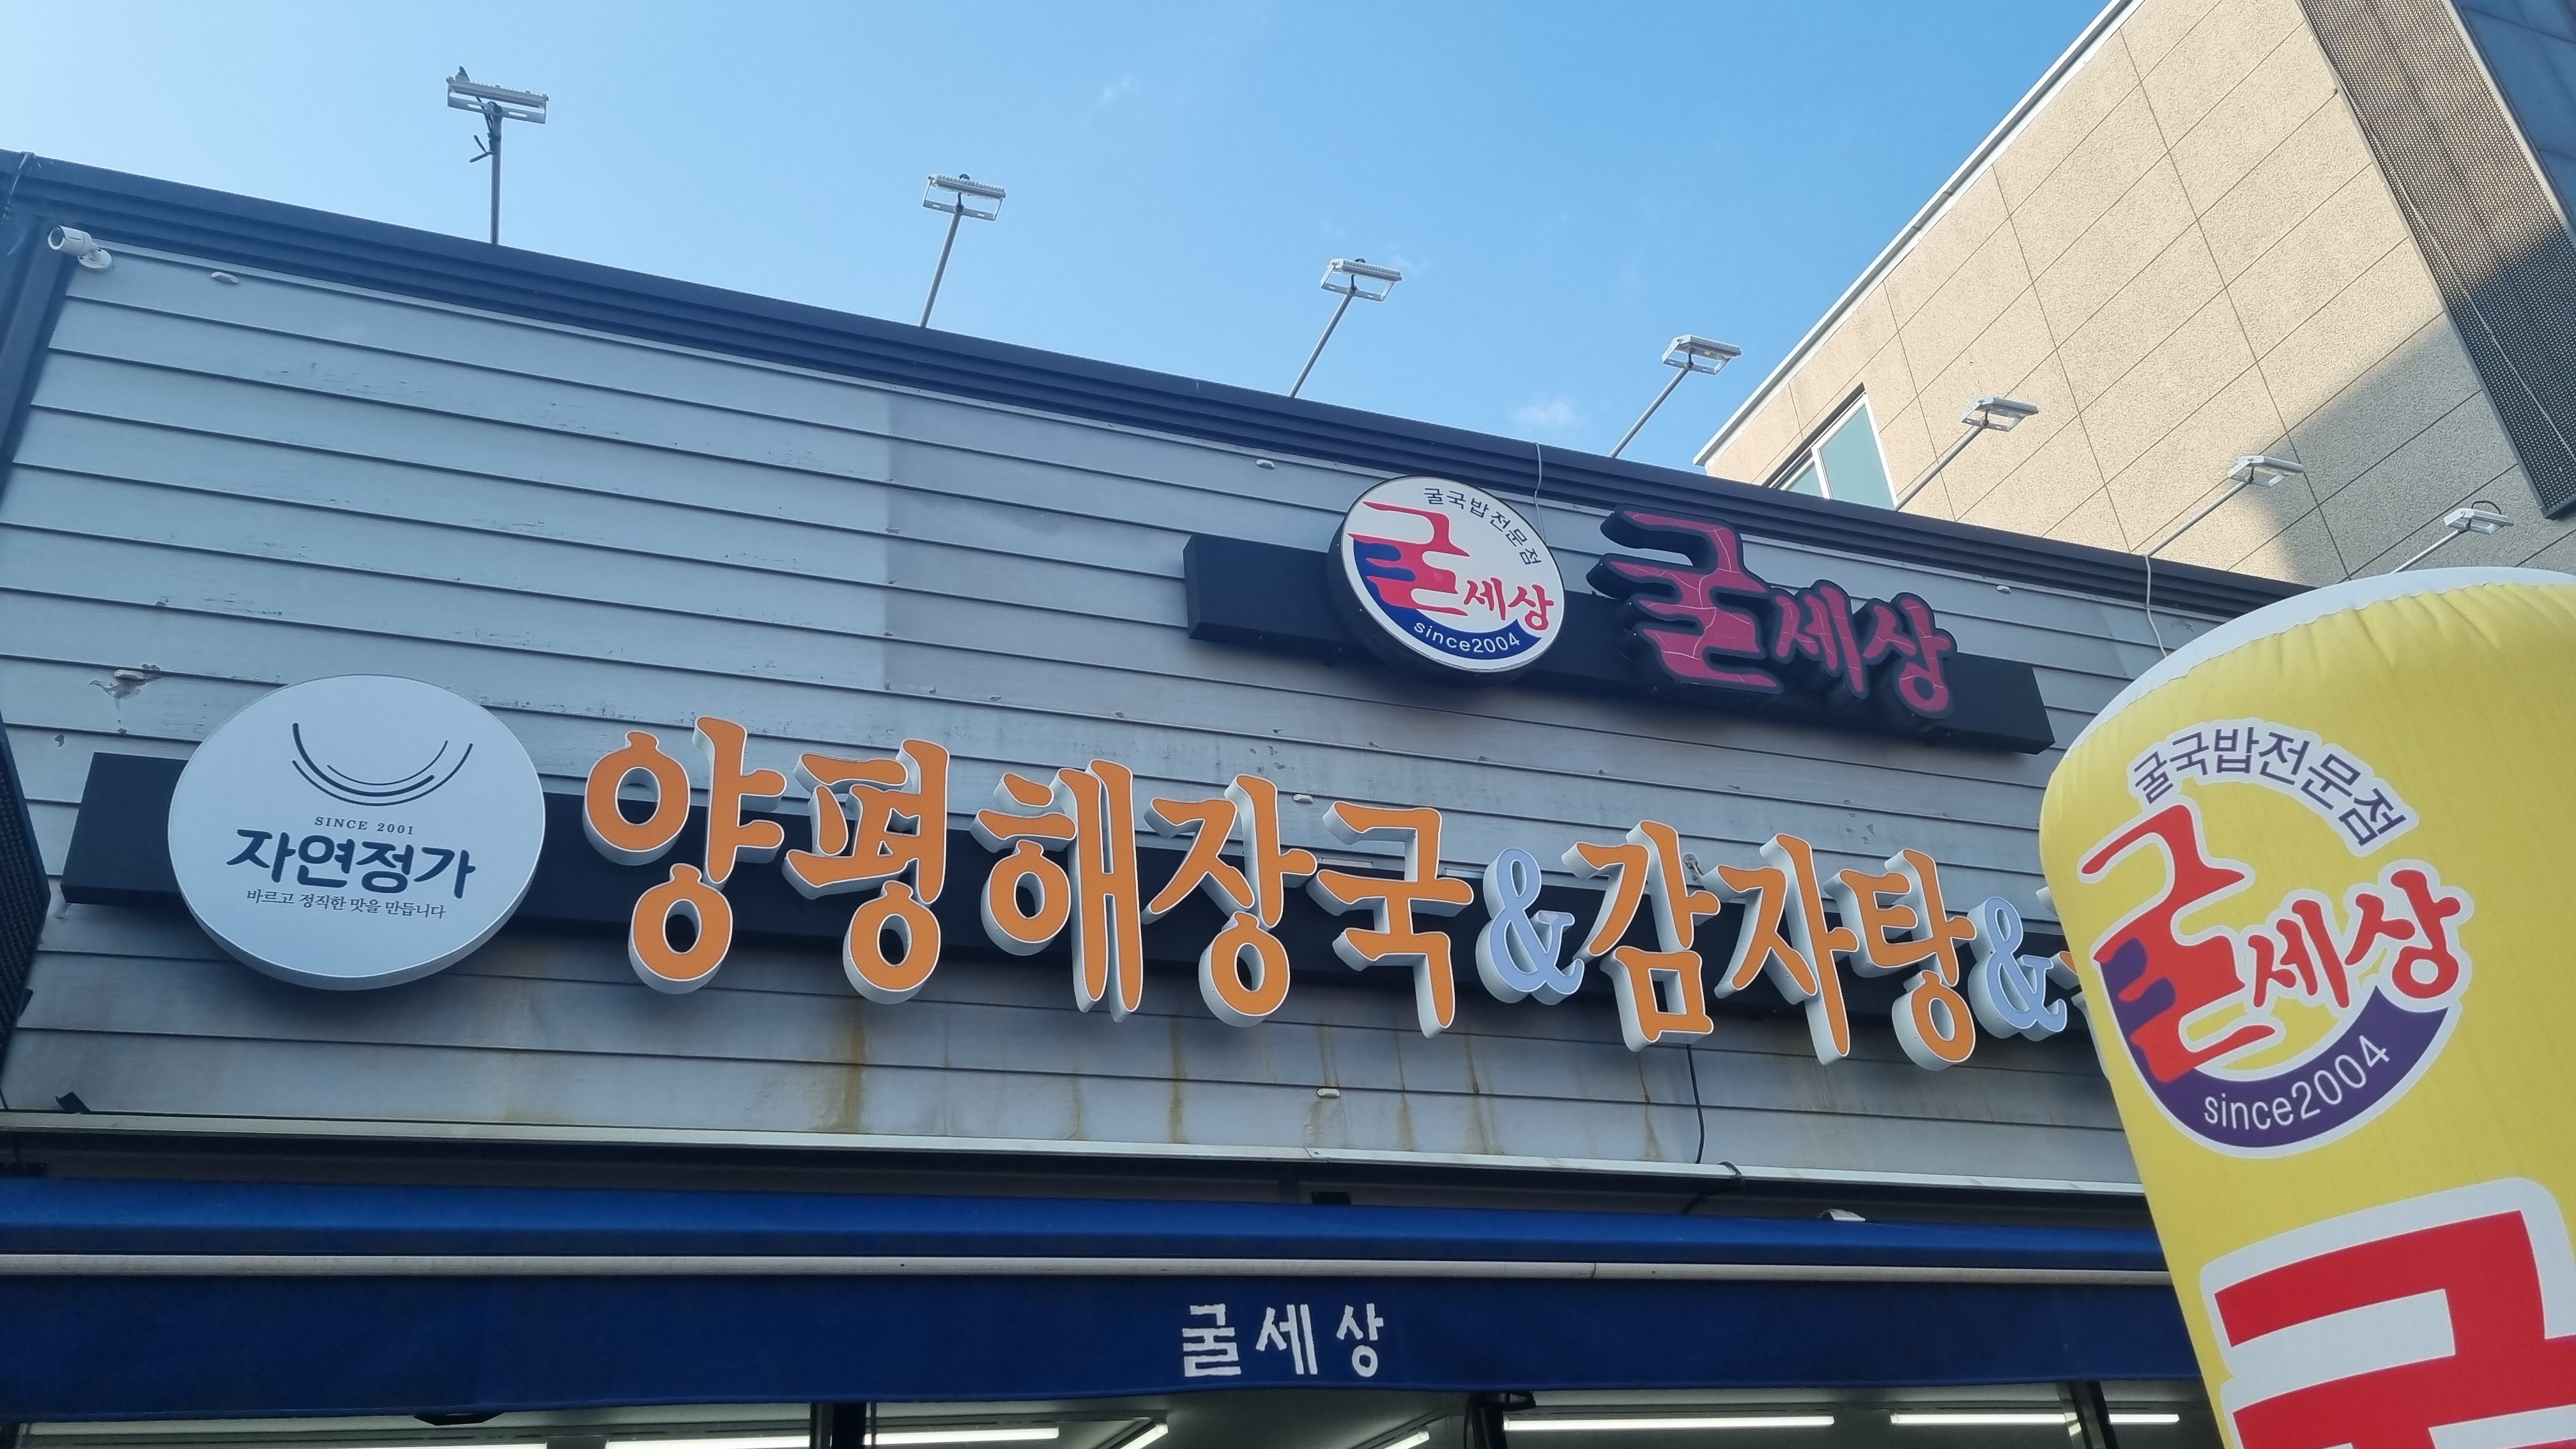 굴국밥전문점
굴세상
since2004
굴세상
SINCE 2001
자연정가
바르고 정직한 맛을 만듭니다
양평해장국&감자탕&
굴국밥전문점
굴세상
since2004
굴세상